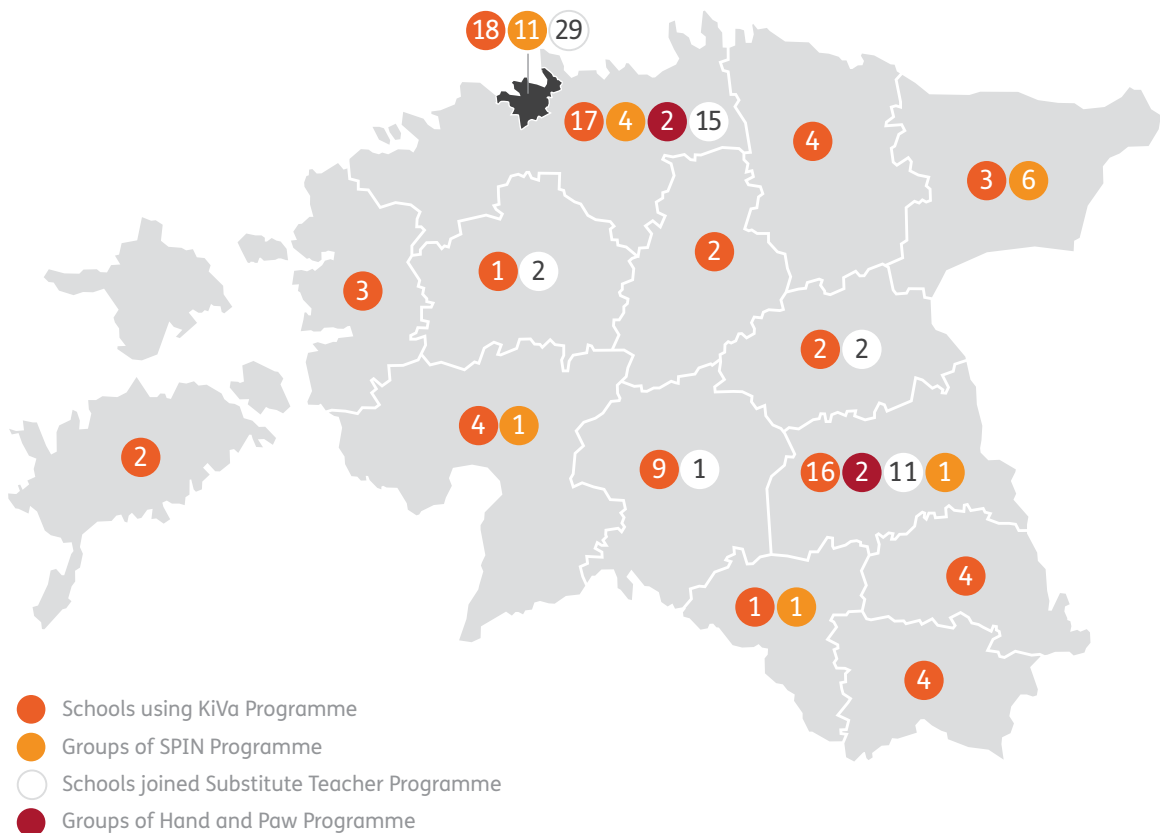 18 11 29
17 4 2 15
4
3 6
2
1 2
3
2 2
4 1
2
9 1
16 2 11 1
4
1 1
4
Schools using KiVa Programme
Groups of SPIN Programme
Schools joined Substitute Teacher Programme
Groups of Hand and Paw Programme